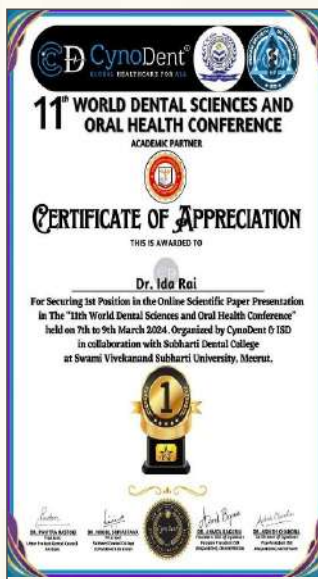 CynoDent®
GLOBAL HEALTHCARE FOR ALL
11th WORLD DENTAL SCIENCES AND
ORAL HEALTH CONFERENCE
ACADEMIC PARTNER
CERTIFICATE OF APPRECIATION
THIS IS AWARDED TO
Dr. Ida Rai
For Securing 1st Position in the Online Scientific Paper Presentation
in The "11th World Dental Sciences and Oral Health Conference"
held on 7th to 9th March 2024. Organized by CynoDent & ISD
in collaboration with Subharti Dental College
at Swami Vivekanand Subharti University, Meerut.
1